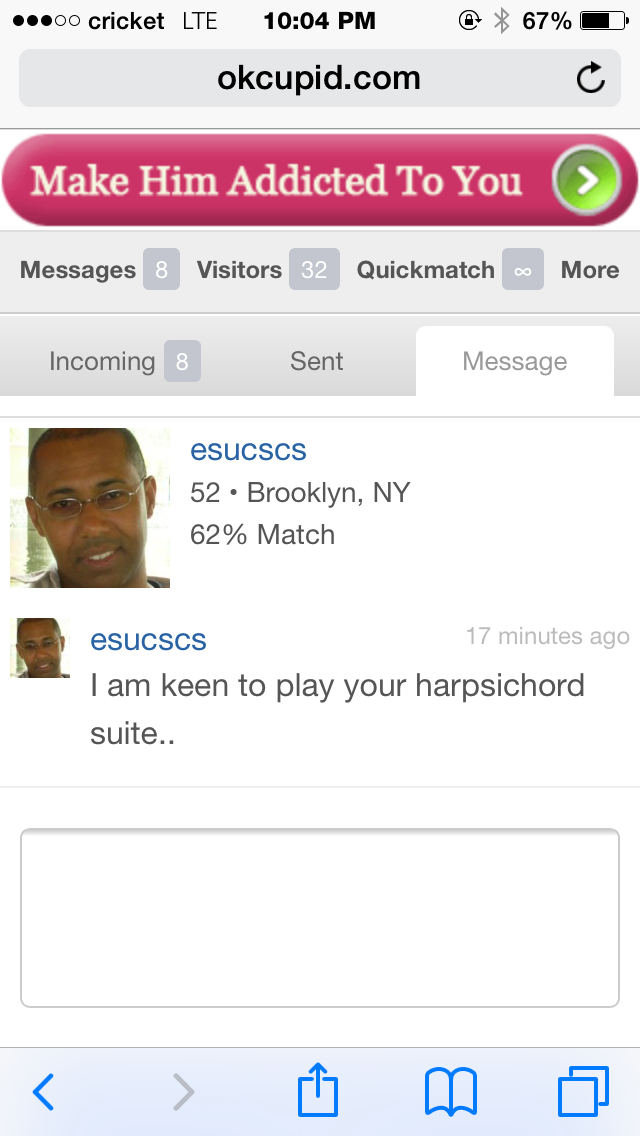 cricket LTE 10:04 PM 67%
okcupid.com
Make Him Addicted To You
Messages 8 Visitors 32 Quickmatch ∞ More
Incoming 8 Sent Message
esucscs
52 • Brooklyn, NY
62% Match
esucscs 17 minutes ago
I am keen to play your harpsichord
suite..